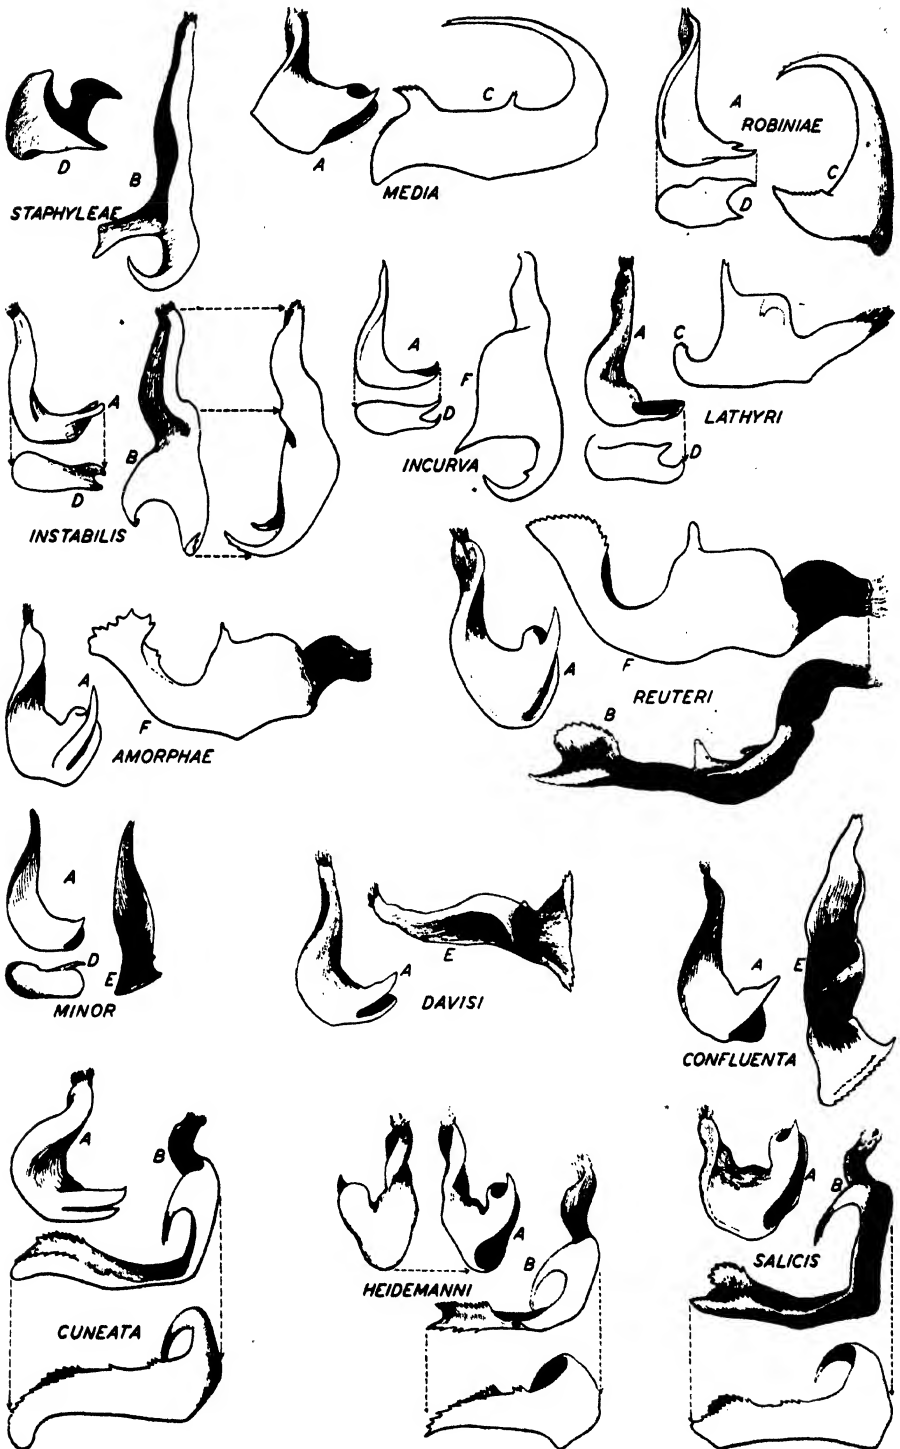 D
STAPHYLEAE
B
A
C
MEDIA
A
ROBINIAE
C
D
A
D
B
INSTABILIS
A
D
F
INCURVA
A
C
D
LATHYRI
A
F
AMORPHAE
A
F
REUTERI
B
A
D
E
MINOR
A
E
DAVISI
A
E
CONFLUENTA
A
B
CUNEATA
A
B
HEIDEMANNI
A
B
SALICIS